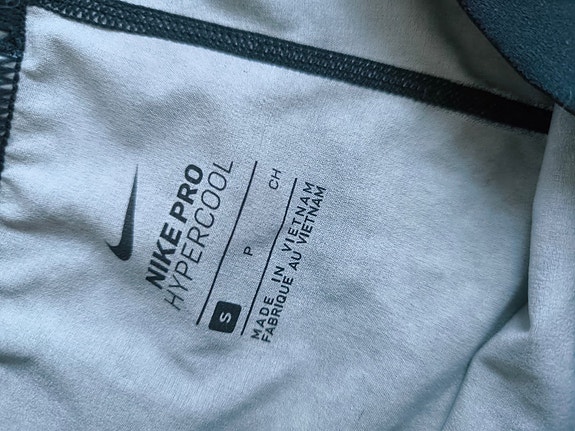 NIKE PRO
HYPERCOOL
S P CH
MADE IN VIETNAM
FABRIQUE AU VIETNAM